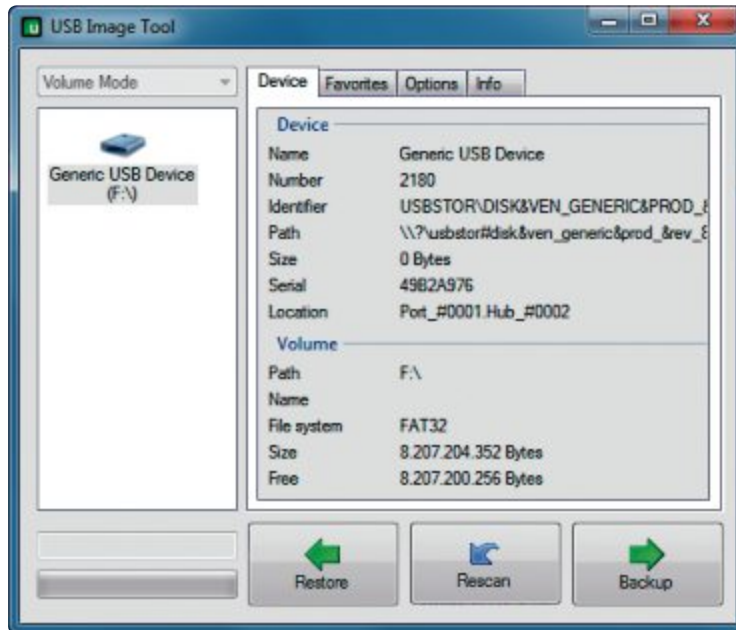 USB Image Tool
Volume Mode
Generic USB Device
(F:\)
Device Favorites Options Info
Device
Name Generic USB Device
Number 2180
Identifier USBSTOR\DISK&VEN_GENERIC&PROD_&
Path \\?\usbstor#disk&ven_generic&prod_&rev_8
Size 0 Bytes
Serial 49B2A976
Location Port_#0001.Hub_#0002
Volume
Path F:\
Name
File system FAT32
Size 8.207.204.352 Bytes
Free 8.207.200.256 Bytes
Restore Rescan Backup